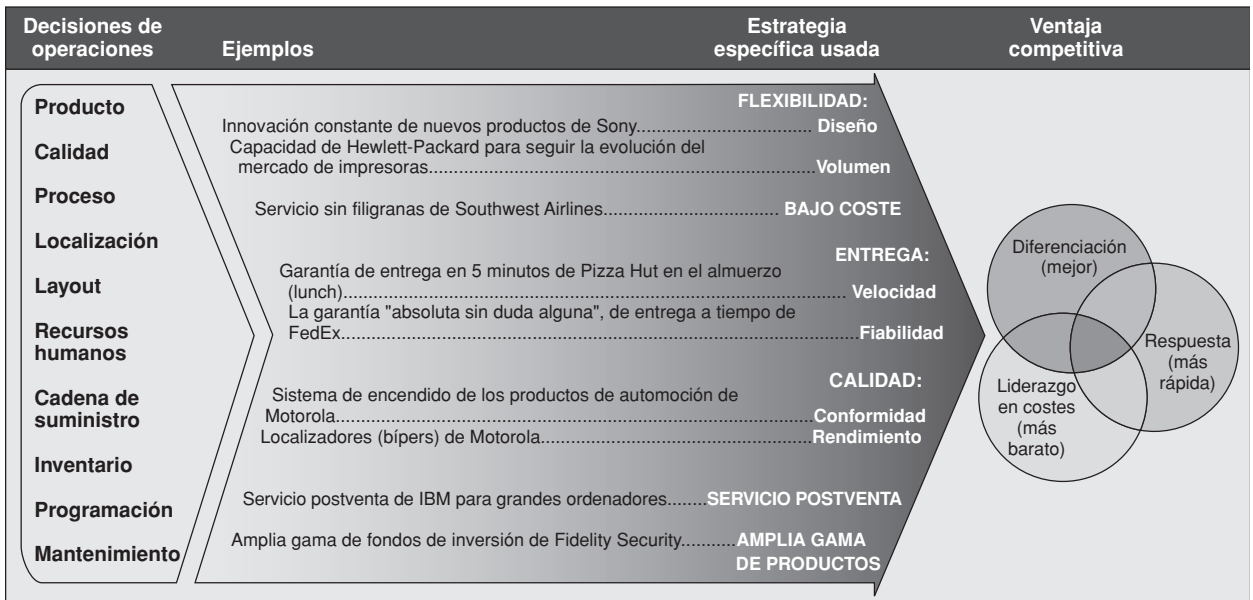 Decisiones de
operaciones
Ejemplos
Estrategia
específica usada
Ventaja
competitiva
Producto
Calidad
Proceso
Localización
Layout
Recursos
humanos
Cadena de
suministro
Inventario
Programación
Mantenimiento
FLEXIBILIDAD:
Innovación constante de nuevos productos de Sony................................ Diseño
Capacidad de Hewlett-Packard para seguir la evolución del
mercado de impresoras......................................................................Volumen
Servicio sin filigranas de Southwest Airlines................................ BAJO COSTE
ENTREGA:
Garantía de entrega en 5 minutos de Pizza Hut en el almuerzo
(lunch)........................................................................................... Velocidad
La garantía "absoluta sin duda alguna", de entrega a tiempo de
FedEx..............................................................................................Fiabilidad
CALIDAD:
Sistema de encendido de los productos de automoción de
Motorola.......................................................................................Conformidad
Localizadores (bípers) de Motorola.................................................Rendimiento
Servicio postventa de IBM para grandes ordenadores........SERVICIO POSTVENTA
Amplia gama de fondos de inversión de Fidelity Security..........AMPLIA GAMA
DE PRODUCTOS
Diferenciación
(mejor)
Respuesta
(más
rápida)
Liderazgo
en costes
(más
barato)